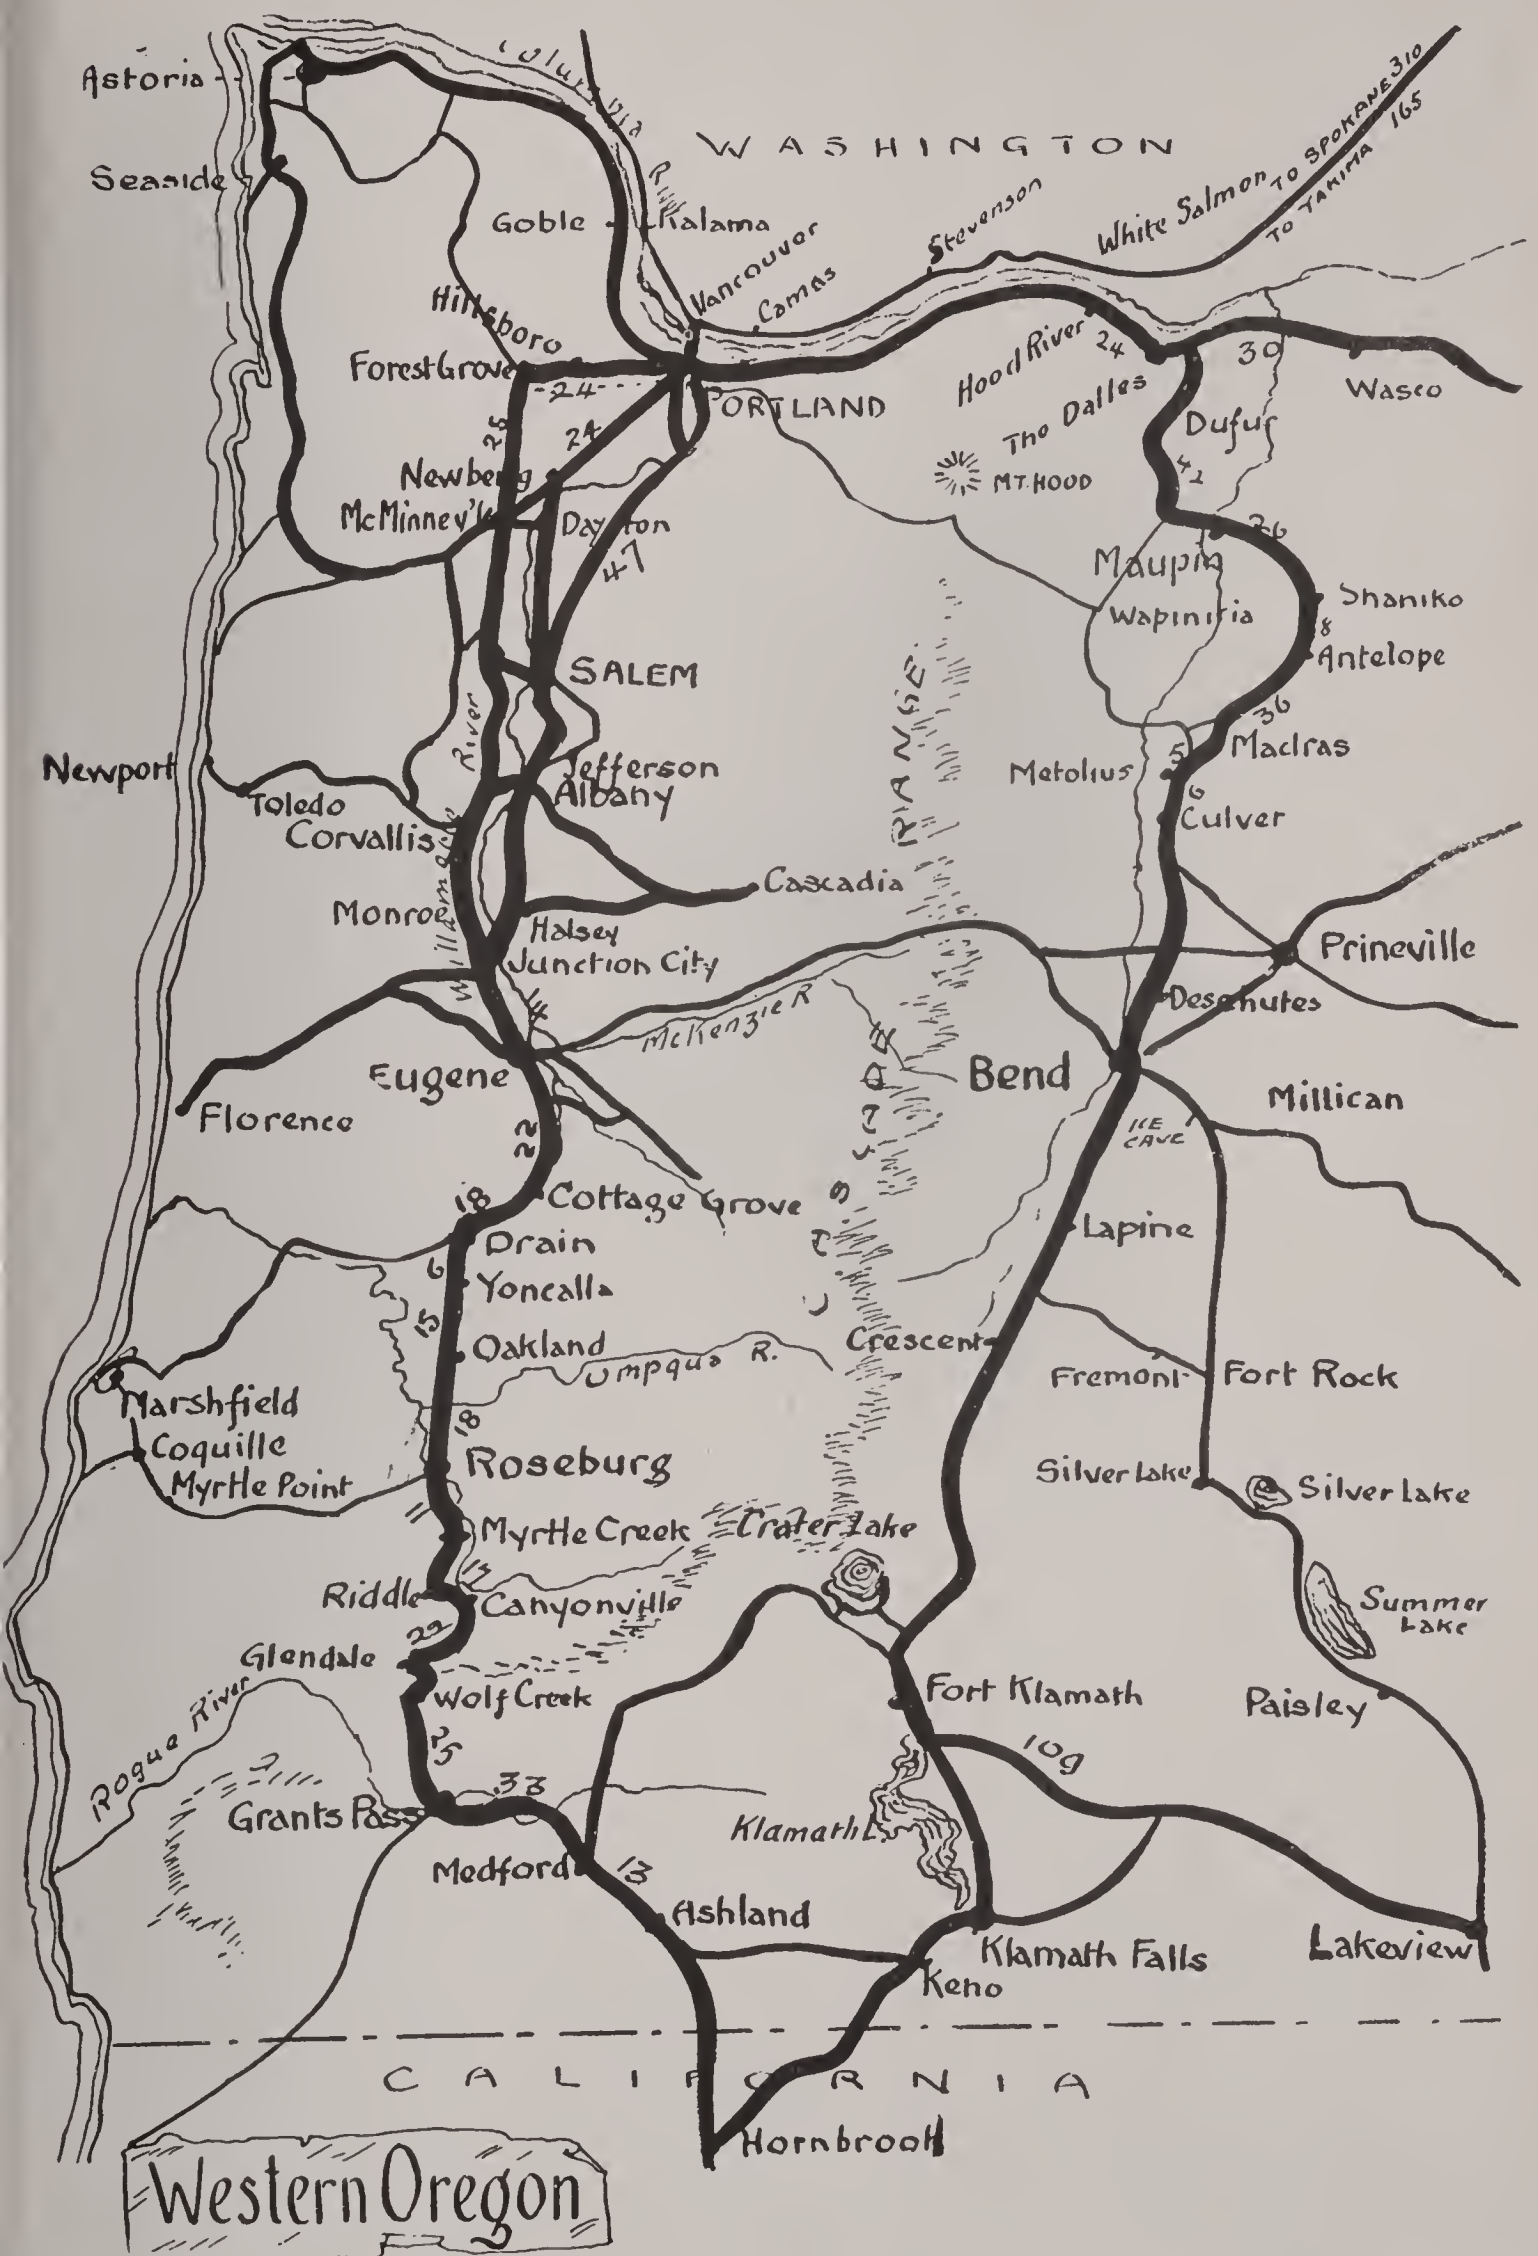 Astoria
Columbia R.
WASHINGTON
TO SPOKANE 310
TO YAKIMA 165
Seaside
Goble
Kalama
Vancouver
Camas
Stevenson
White Salmon
Hillsboro
Forest Grove
24
PORTLAND
Hood River
24
The Dalles
30
Wasco
Dufur
42
MT. HOOD
24
Newberg
McMinnev'l
Dayton
47
Maupin
Wapinitia
Shaniko
8
Antelope
SALEM
36
Madras
5
Metolius
6
Culver
Newport
Toledo
Corvallis
Willamette River
Jefferson
Albany
Cascadia
CASCADE RANGE
Monroe
Halsey
Junction City
14
Prineville
Deschutes
McKenzie R
Eugene
Bend
Florence
22
ICE CAVE
Millican
18
Cottage Grove
Drain
6
Yoncalla
15
Oakland
Umpqua R.
Lapine
Crescent
Fremont
Fort Rock
Marshfield
Coquille
Myrtle Point
18
Roseburg
Silver Lake
Silver Lake
11
Myrtle Creek
Crater Lake
Riddle
Canyonville
22
Glendale
Wolf Creek
Summer
Lake
Fort Klamath
Paisley
Rogue River
25
109
33
Grants Pass
Klamath L.
Medford
13
Ashland
Klamath Falls
Keno
Lakeview
CALIFORNIA
Hornbrook
Western Oregon